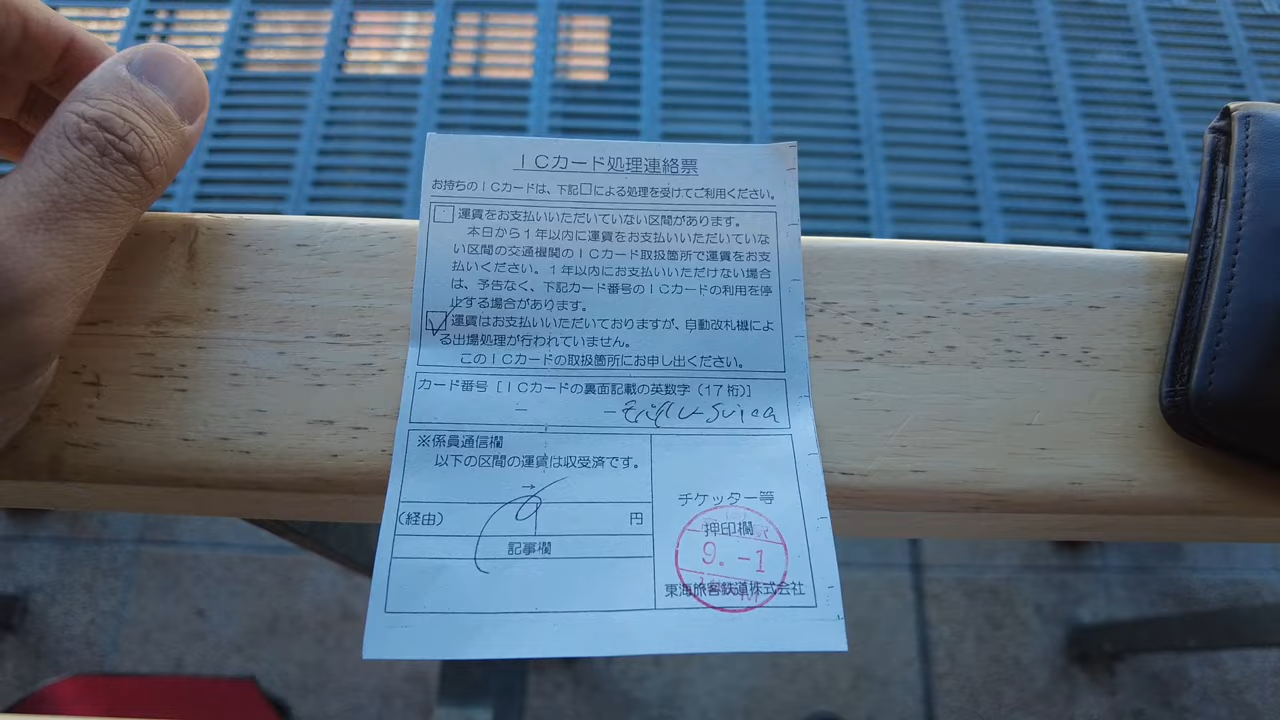 ICカード処理連絡票
お持ちのICカードは、下記□による処理を受けてご利用ください。
□ 運賃をお支払いいただいていない区間があります。
本日から1年以内に運賃をお支払いいただいていな
い区間の交通機関のICカード取扱箇所で運賃をお支
払いください。1年以内にお支払いいただけない場合
は、予告なく、下記カード番号のICカードの利用を停
止する場合があります。
運賃はお支払いいただいておりますが、自動改札機によ
る出場処理が行われていません。
このICカードの取扱箇所にお申し出ください。
カード番号［ICカードの裏面記載の英数字（17桁）］
－ － モバイルSuica
※係員通信欄
以下の区間の運賃は収受済です。
→
（経由） 円
記事欄
チケッター等
押印欄
9.-1
東海旅客鉄道株式会社